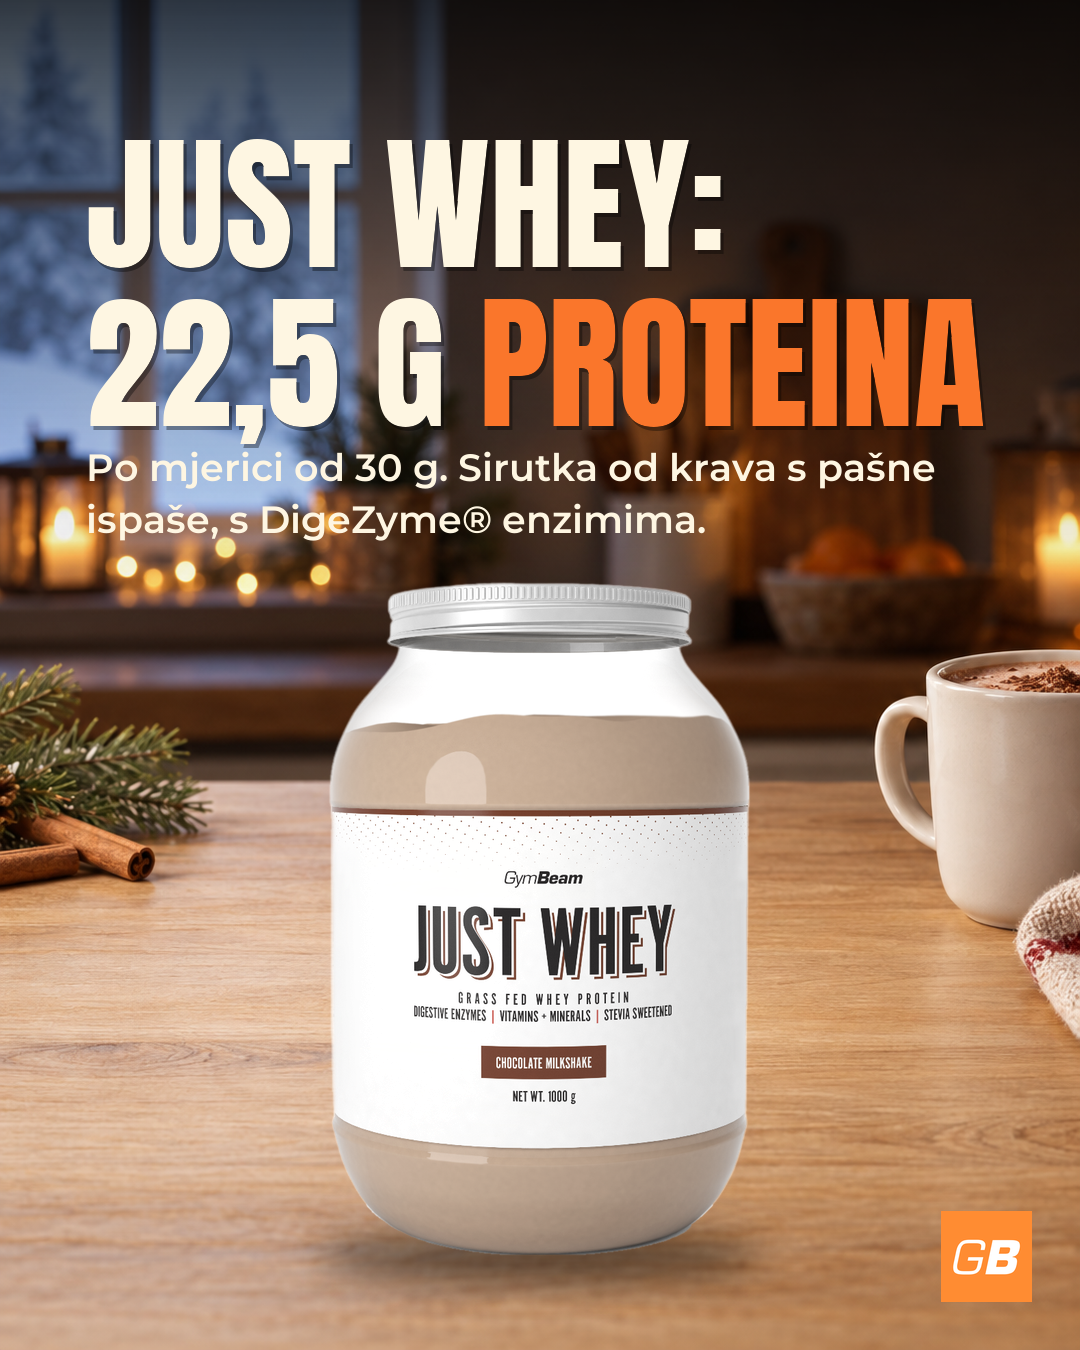 JUST WHEY:
22,5 G PROTEINA
Po mjerici od 30 g. Sirutka od krava s pašne
ispaše, s DigeZyme® enzimima.
GymBeam
JUST WHEY
GRASS FED WHEY PROTEIN
DIGESTIVE ENZYMES | VITAMINS + MINERALS | STEVIA SWEETENED
CHOCOLATE MILKSHAKE
NET WT. 1000 g
GB